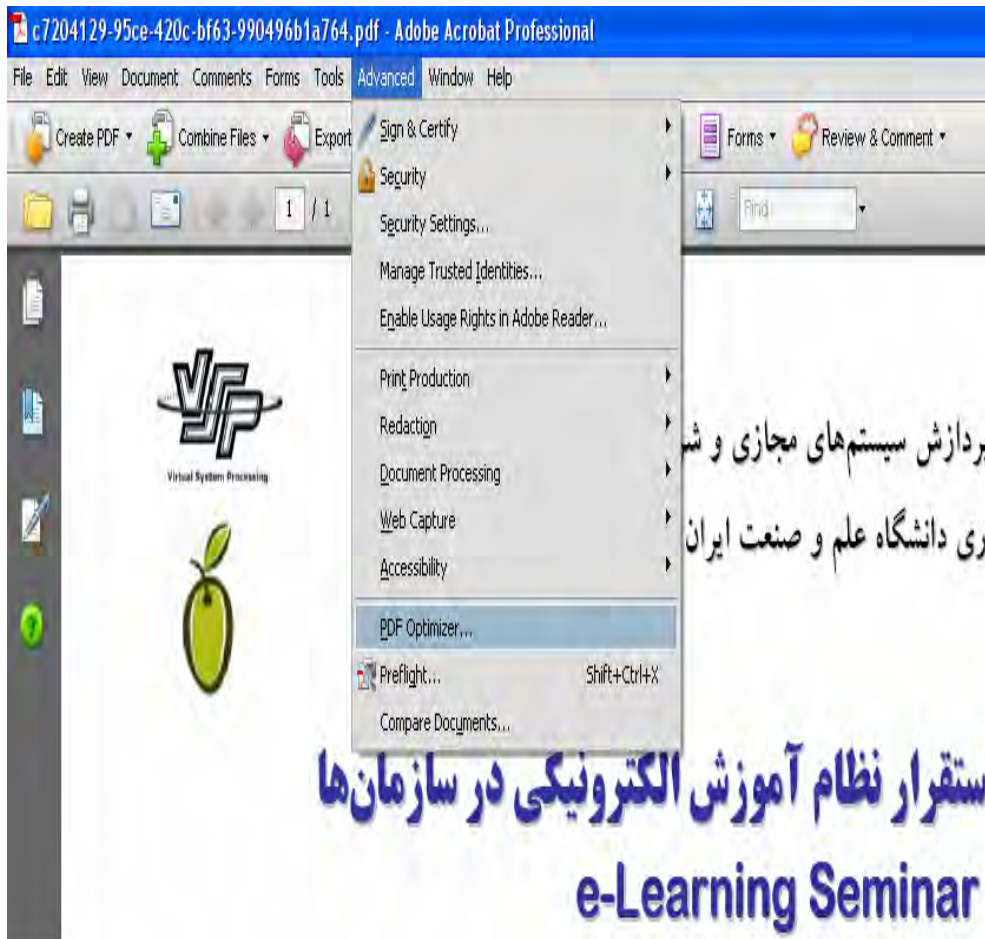 c7204129-95ce-420c-bf63-990496b1a764.pdf - Adobe Acrobat Professional
File Edit View Document Comments Forms Tools Advanced Window Help
Create PDF Combine Files Export Forms Review & Comment
1 / 1 Find
Sign & Certify
Security
Security Settings...
Manage Trusted Identities...
Enable Usage Rights in Adobe Reader...
Print Production
Redaction
Document Processing
Web Capture
Accessibility
PDF Optimizer...
Preflight... Shift+Ctrl+X
Compare Documents...
VSP
Virtual System Processing
پردازش سیستم‌های مجازی و
ری دانشگاه علم و صنعت ایران
ستقرار نظام آموزش الکترونیکی در سازمان‌ها
e-Learning Seminar